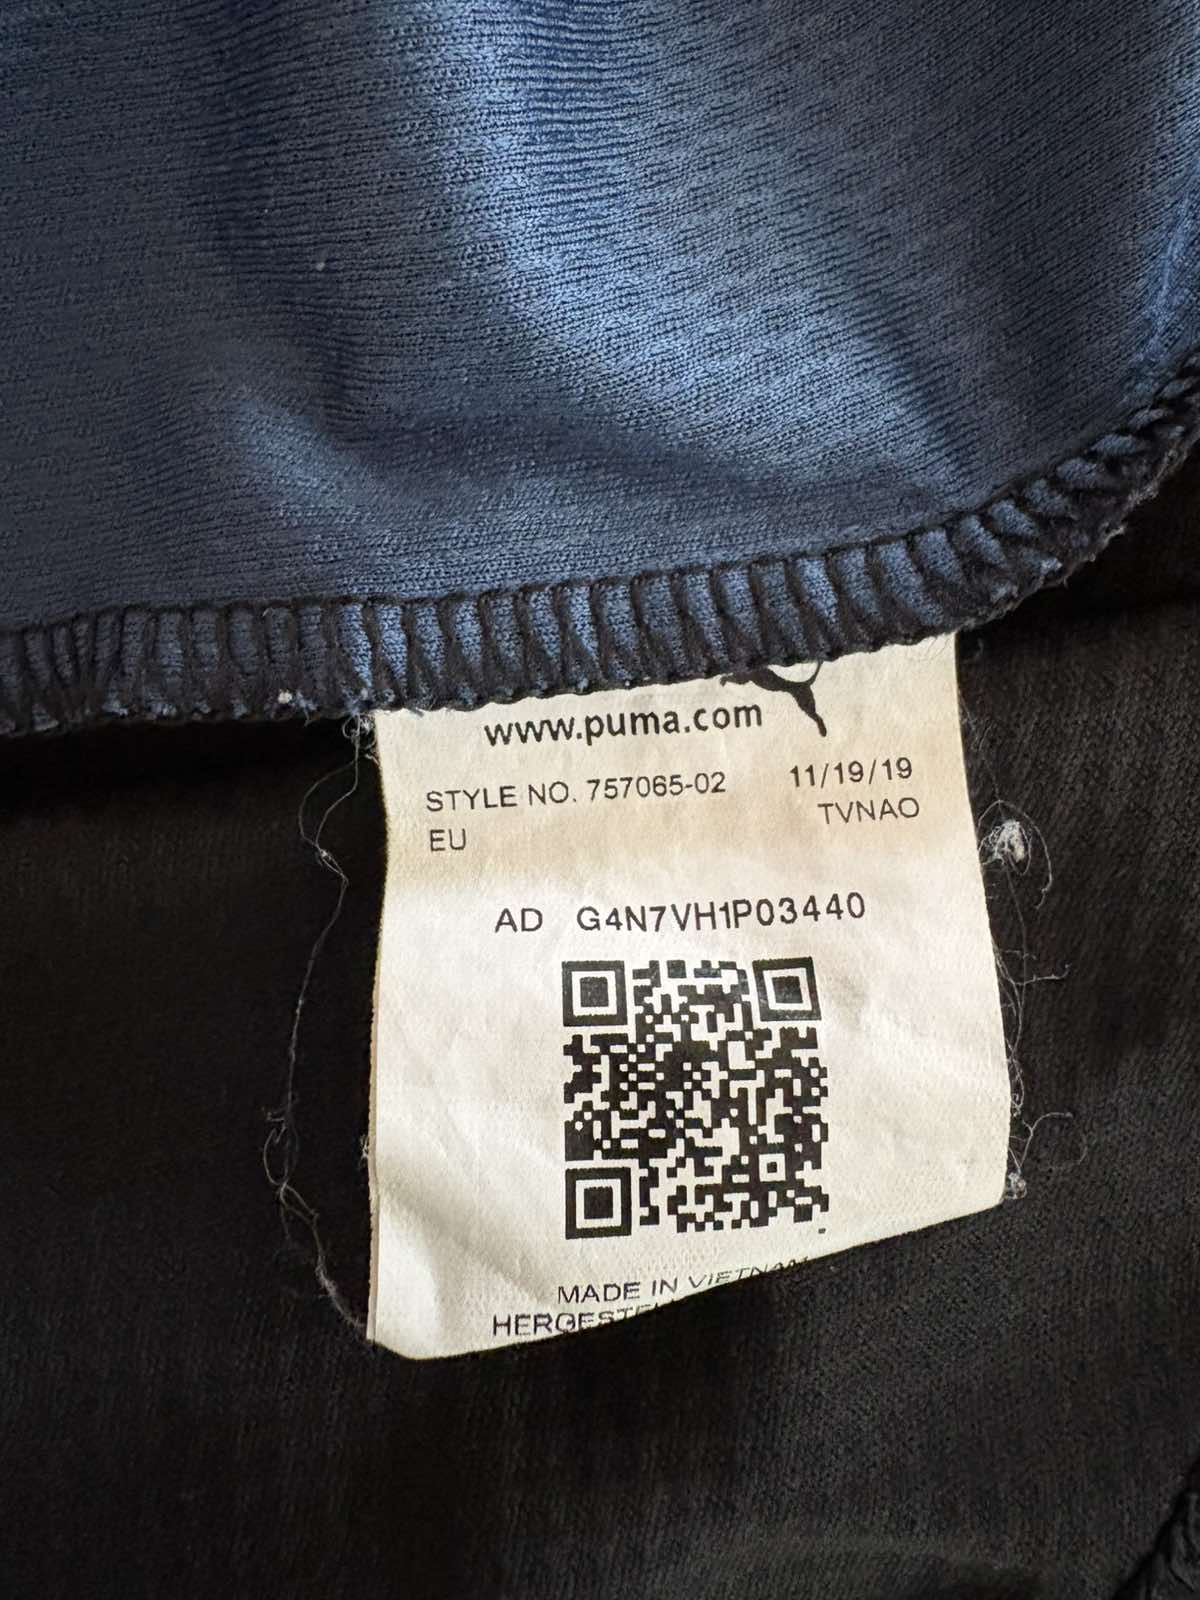 www.puma.com
STYLE NO. 757065-02 11/19/19
EU TVNAO
AD G4N7VH1P03440
MADE IN VIETNAM